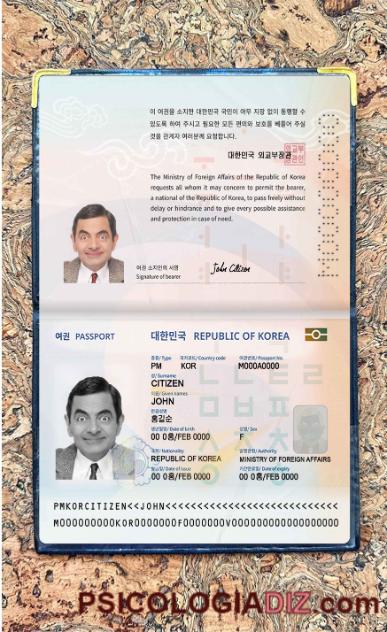 이 여권을 소지한 대한민국 국민이 아무 지장 없이 통행할 수
있도록 하여 주시고 필요한 모든 편의와 보호를 베풀어 주실
것을 관계자 여러분께 요청합니다.
대한민국 외교부장관
The Ministry of Foreign Affairs of the Republic of Korea
requests all whom it may concern to permit the bearer,
a national of the Republic of Korea, to pass freely without
delay or hindrance and to give every possible assistance
and protection in case of need.
여권 소지인의 서명
Signature of bearer
John Citizen
여권 PASSPORT 대한민국 REPUBLIC OF KOREA
종류/Type 국가코드/Country code 여권번호/Passport No.
PM KOR M000A0000
성/Surname
CITIZEN
이름/Given names
JOHN
한글성명
홍길순
생년월일/Date of birth 성별/Sex
00 0홍/FEB 0000 F
국적/Nationality 발행관청/Authority
REPUBLIC OF KOREA MINISTRY OF FOREIGN AFFAIRS
발급일/Date of issue 기간만료일/Date of expiry
00 0홍/FEB 0000 00 0홍/FEB 0000
PSICOLOGIADIZ.com